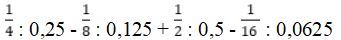 1/4 : 0,25 - 1/8 : 0,125 + 1/2 : 0,5 - 1/16 : 0,0625